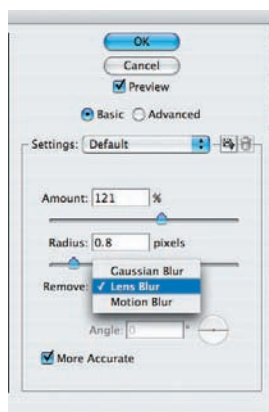 OK
Cancel
Preview
Basic Advanced
Settings: Default
Amount: 121 %
Radius: 0.8 pixels
Gaussian Blur
Remove: ✓ Lens Blur
Motion Blur
Angle: 0 °
More Accurate